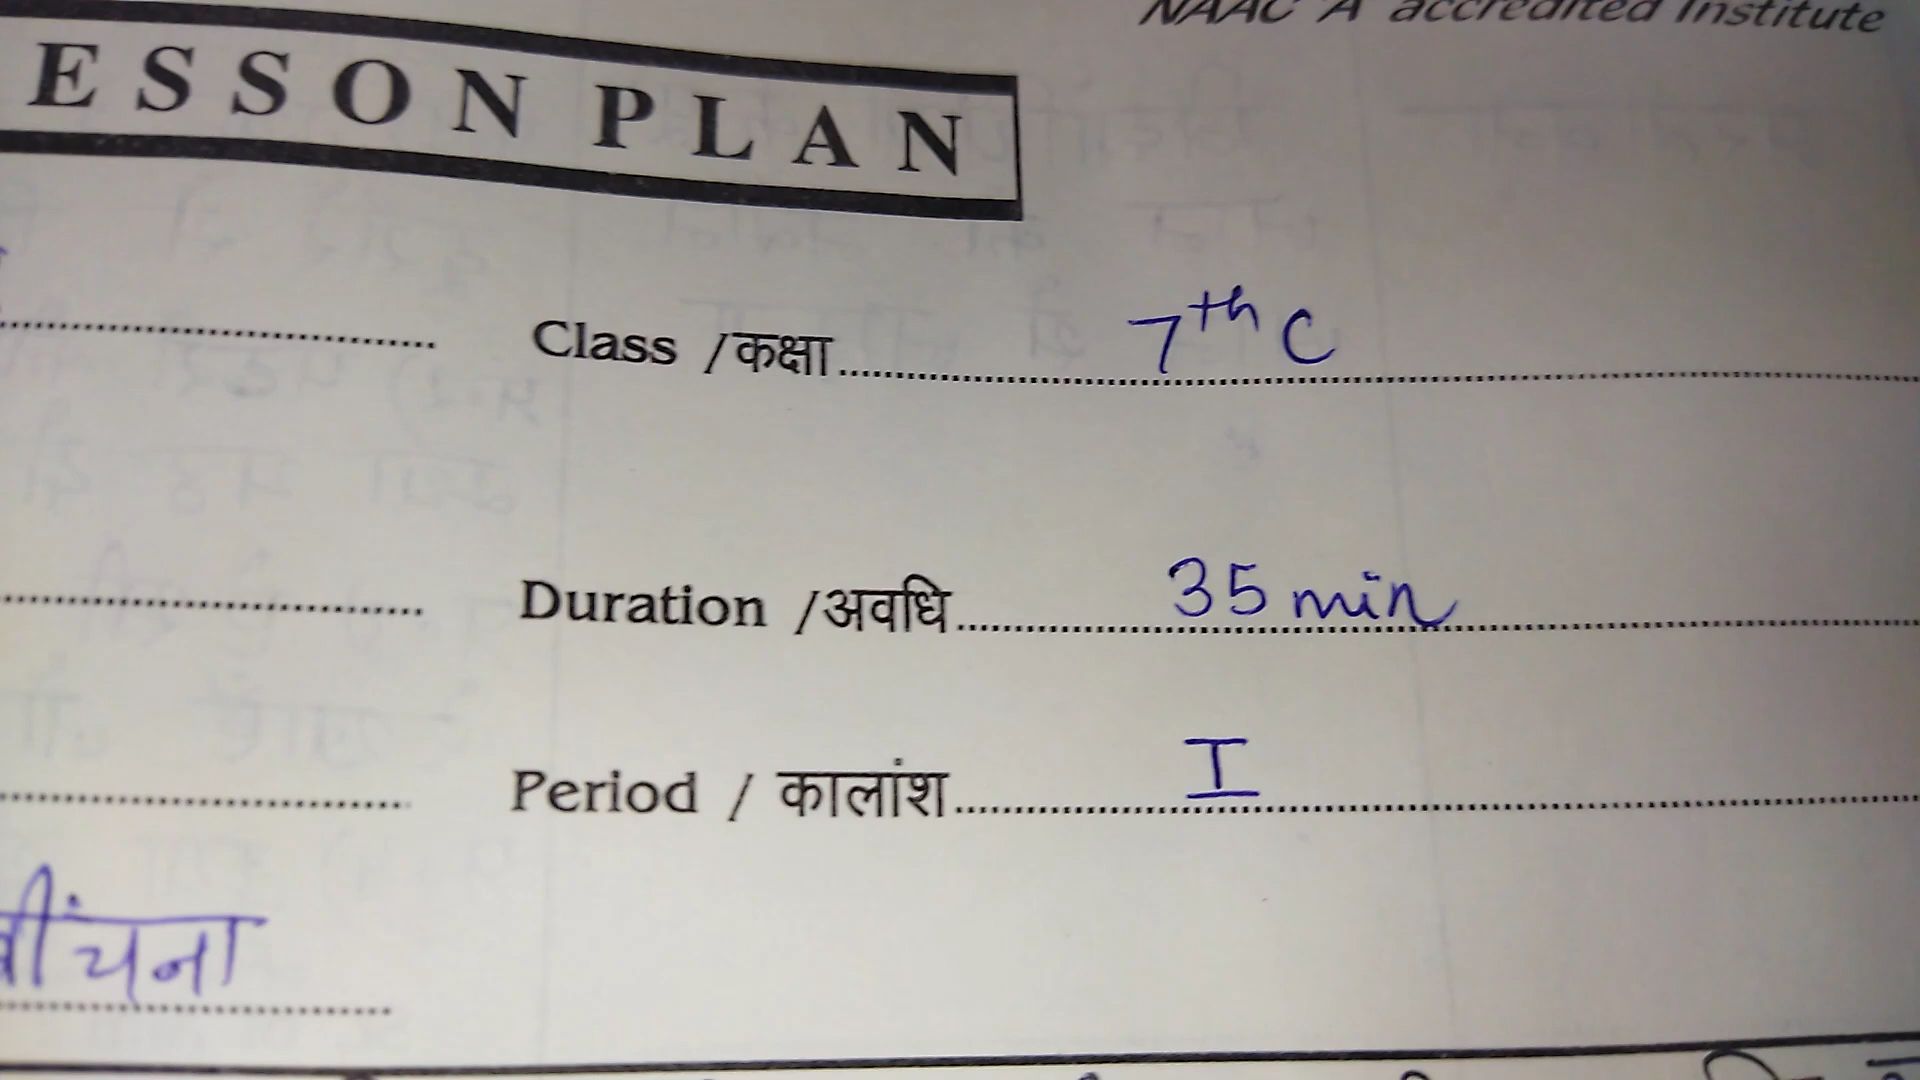 NAAC 'A' accredited Institute
ESSON PLAN
Class /कक्षा 7th C
Duration /अवधि 35 min
Period / कालांश I
खींचना